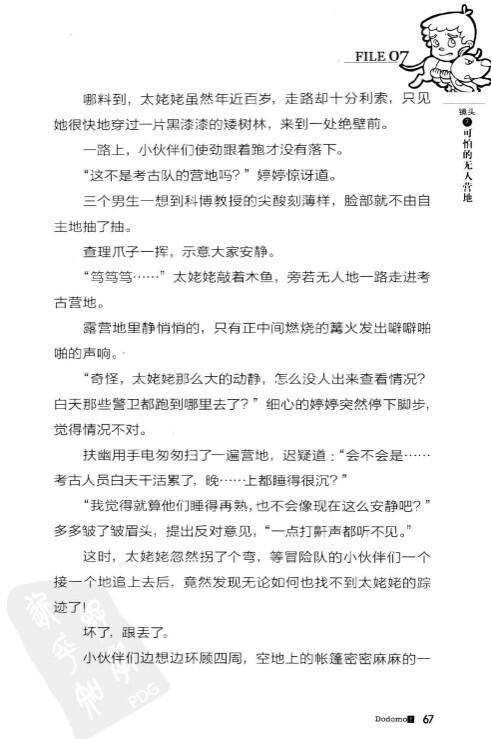 FILE 07
镜头
7
可怕的无人营地
哪料到，太姥姥虽然年近百岁，走路却十分利索，只见
她很快地穿过一片黑漆漆的矮树林，来到一处绝壁前。
一路上，小伙伴们使劲跟着跑才没有落下。
“这不是考古队的营地吗？”婷婷惊讶道。
三个男生一想到科博教授的尖酸刻薄样，脸部就不由自
主地抽了抽。
查理爪子一挥，示意大家安静。
“笃笃笃……”太姥姥敲着木鱼，旁若无人地一路走进考
古营地。
露营地里静悄悄的，只有正中间燃烧的篝火发出噼噼啪
啪的声响。
“奇怪，太姥姥那么大的动静，怎么没人出来查看情况？
白天那些警卫都跑到哪里去了？”细心的婷婷突然停下脚步，
觉得情况不对。
扶幽用手电匆匆扫了一遍营地，迟疑道：“会不会是……
考古人员白天干活累了，晚……上都睡得很沉？”
“我觉得就算他们睡得再熟，也不会像现在这么安静吧？”
多多皱了皱眉头，提出反对意见，“一点打鼾声都听不见。”
这时，太姥姥忽然拐了个弯，等冒险队的小伙伴们一个
接一个地追上去后，竟然发现无论如何也找不到太姥姥的踪
迹了！
坏了，跟丢了。
小伙伴们边想边环顾四周，空地上的帐篷密密麻麻的一
PDG
Dodomo 67